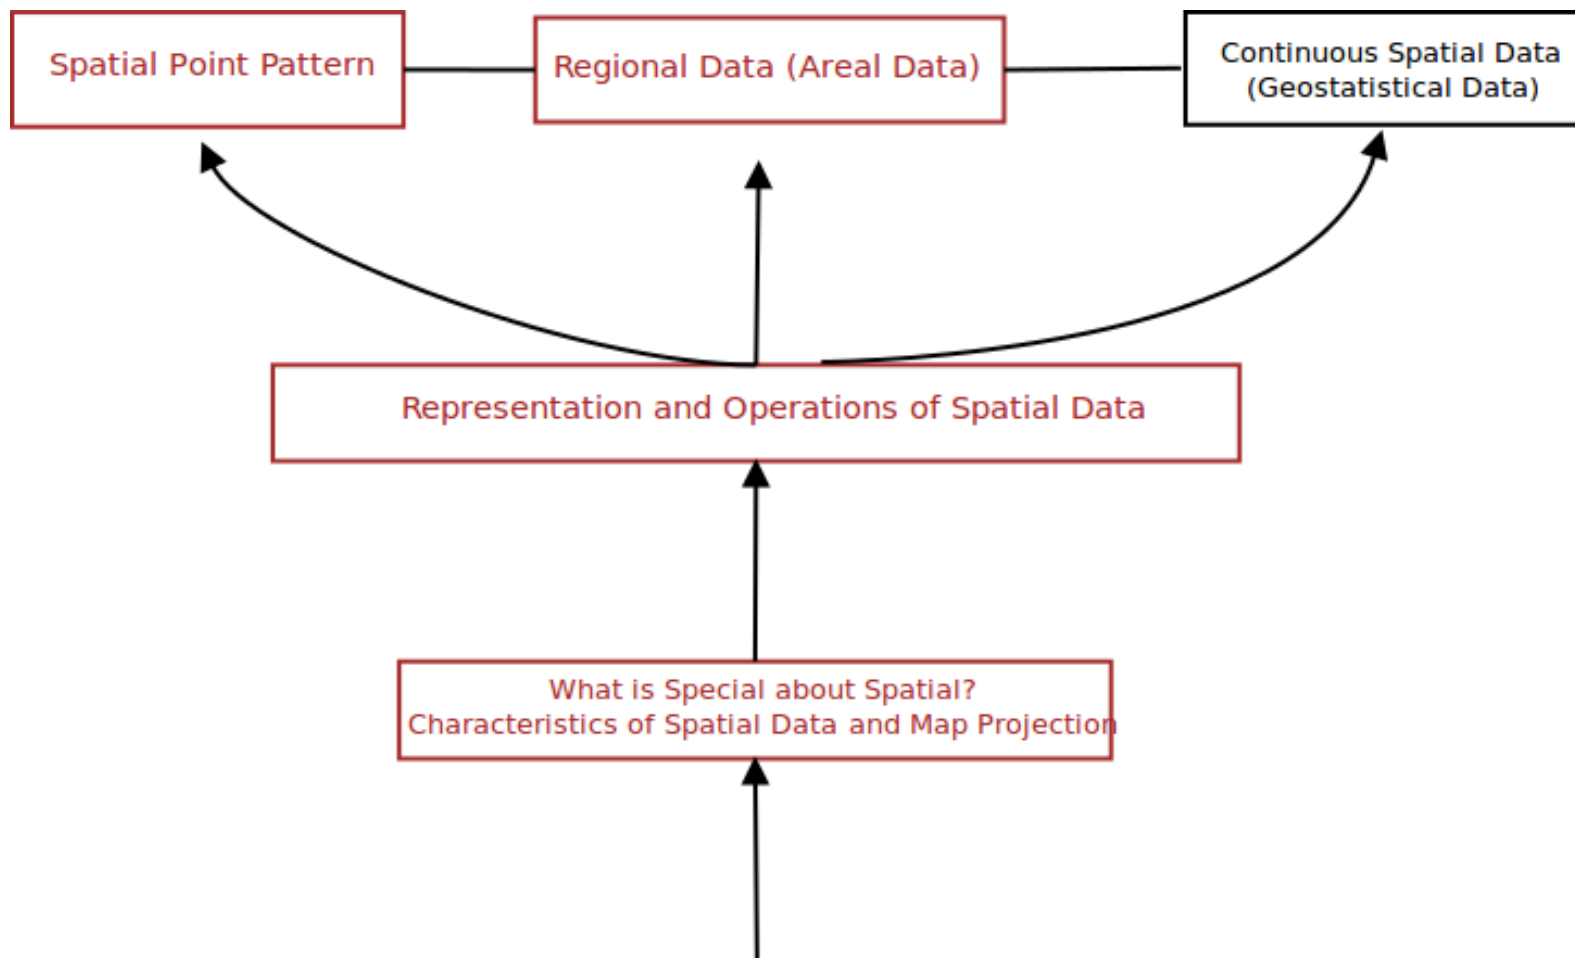 Spatial Point Pattern
Regional Data (Areal Data)
Continuous Spatial Data
(Geostatistical Data)
Representation and Operations of Spatial Data
What is Special about Spatial?
Characteristics of Spatial Data and Map Projection